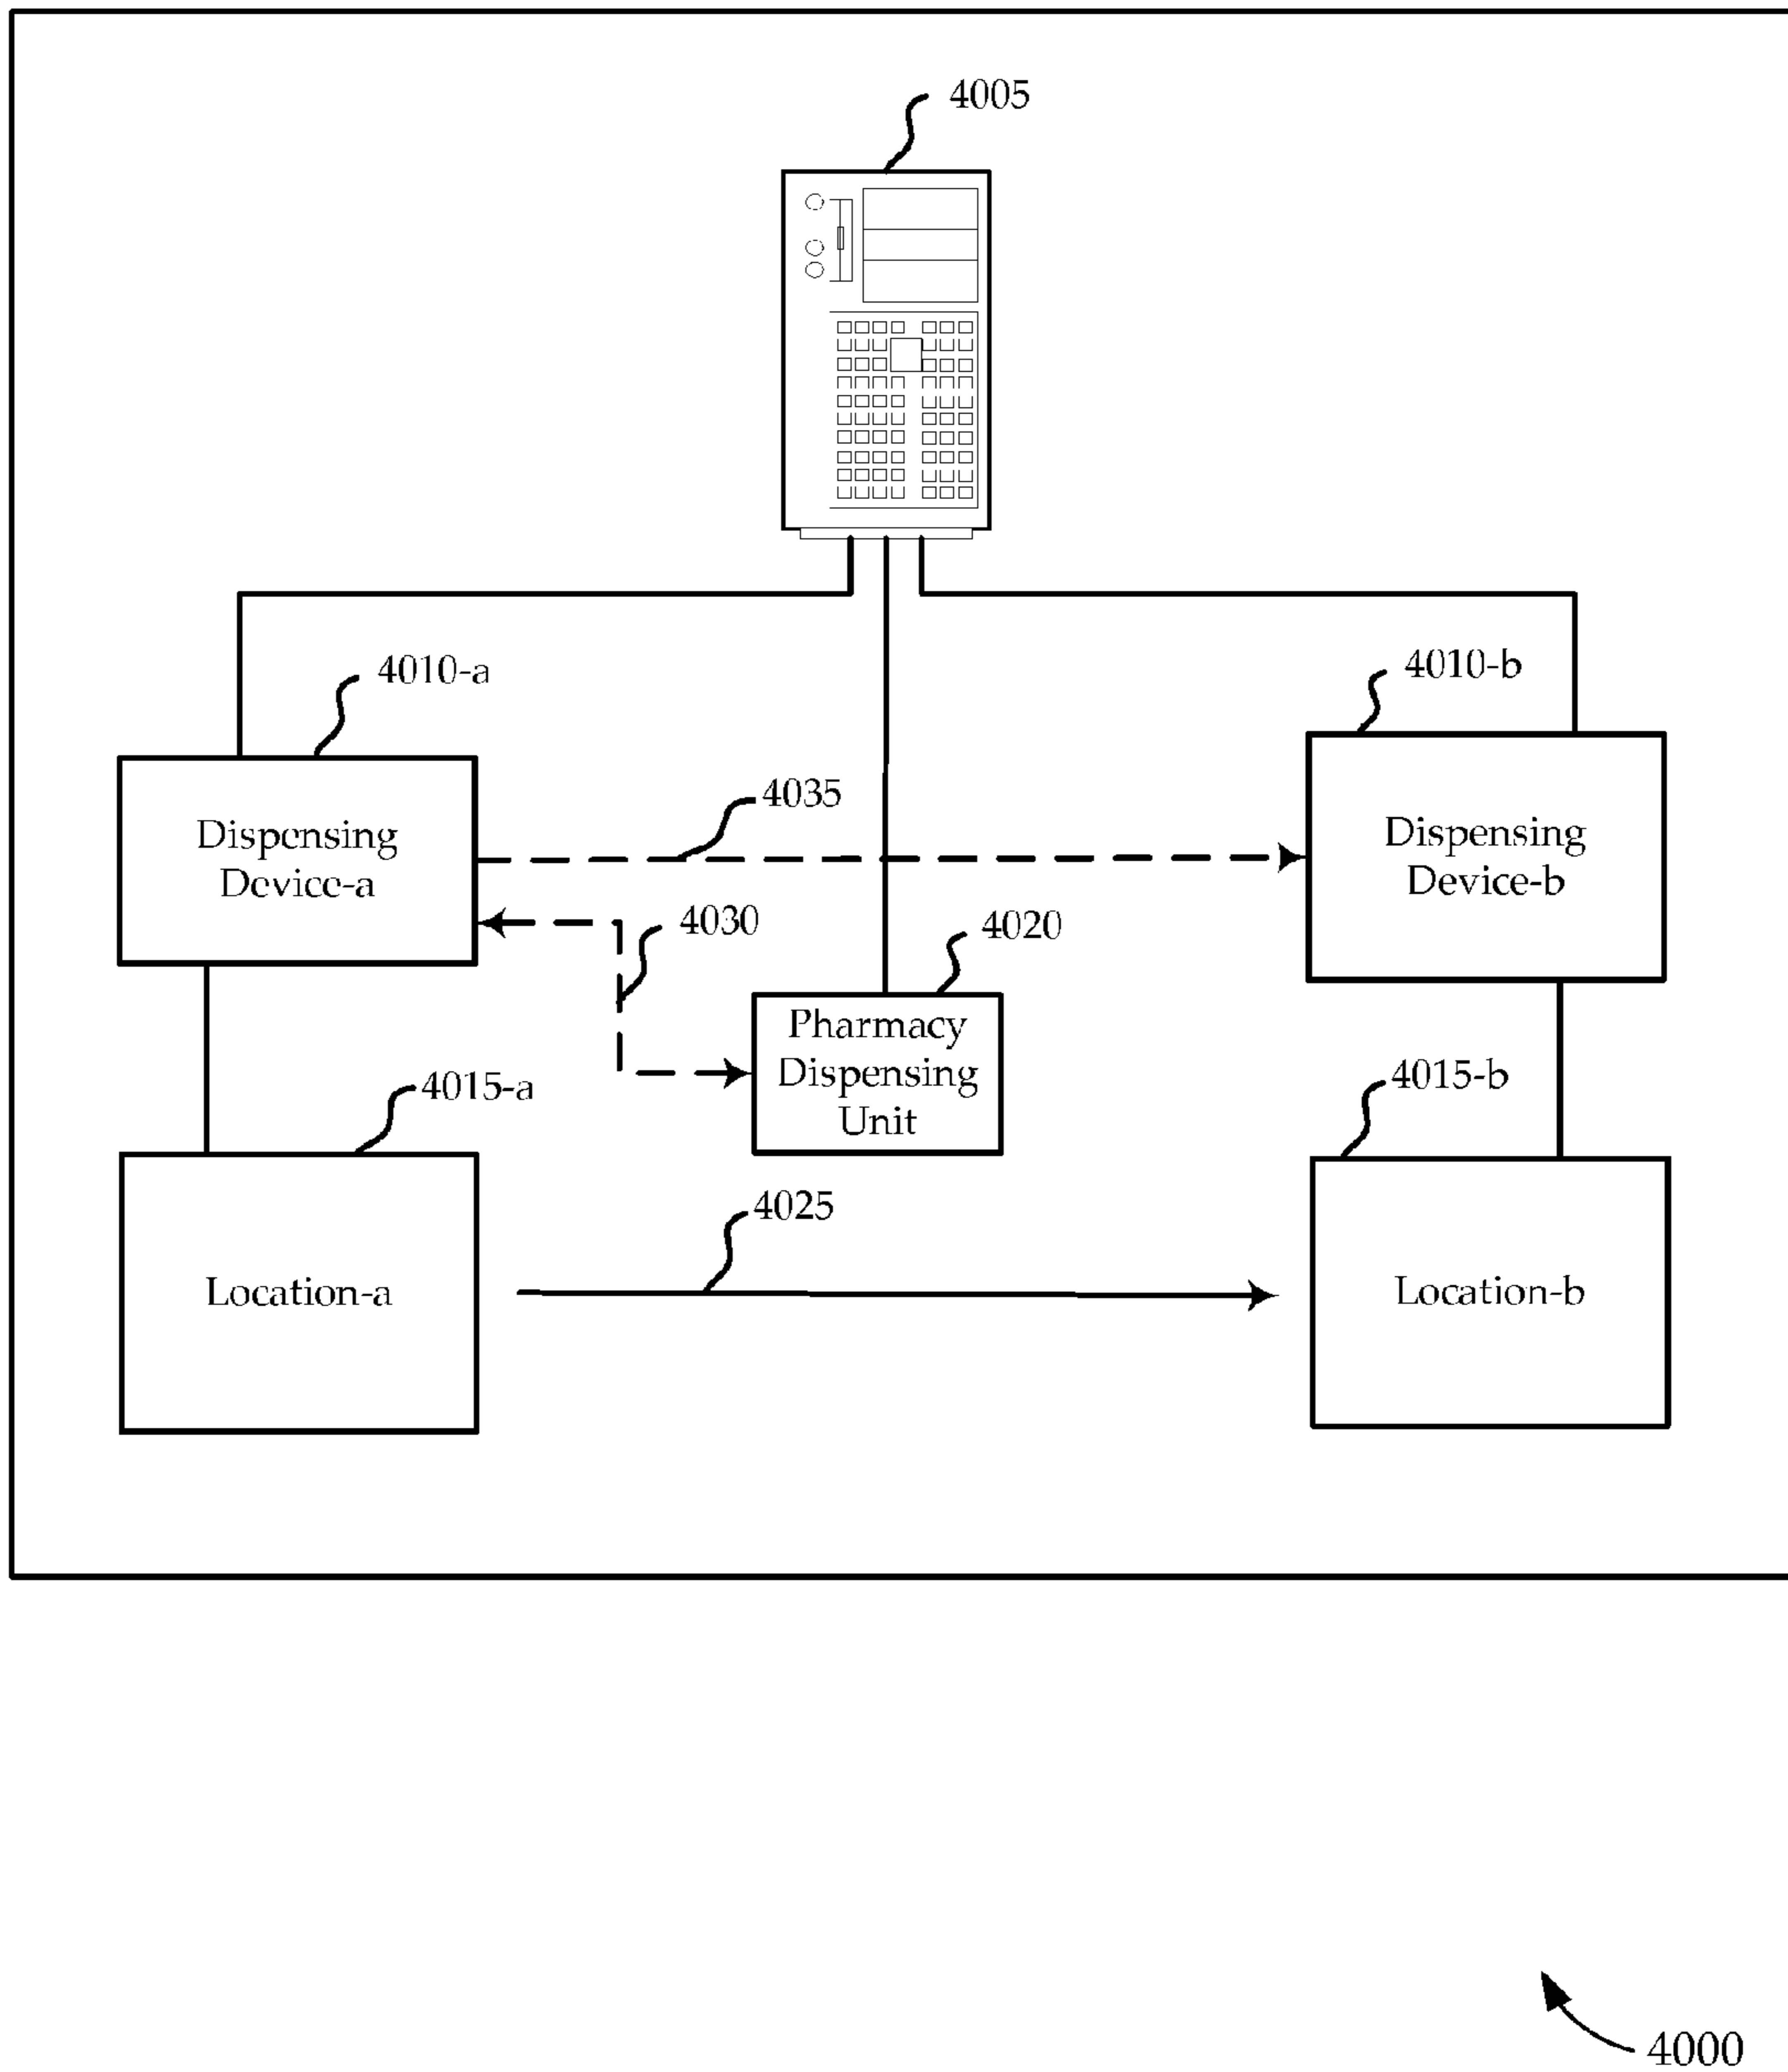 4005
4010-a
4010-b
Dispensing
Device-a
4035
Dispensing
Device-b
4030
4020
Pharmacy
Dispensing
Unit
4015-a
4015-b
4025
Location-a
Location-b
4000